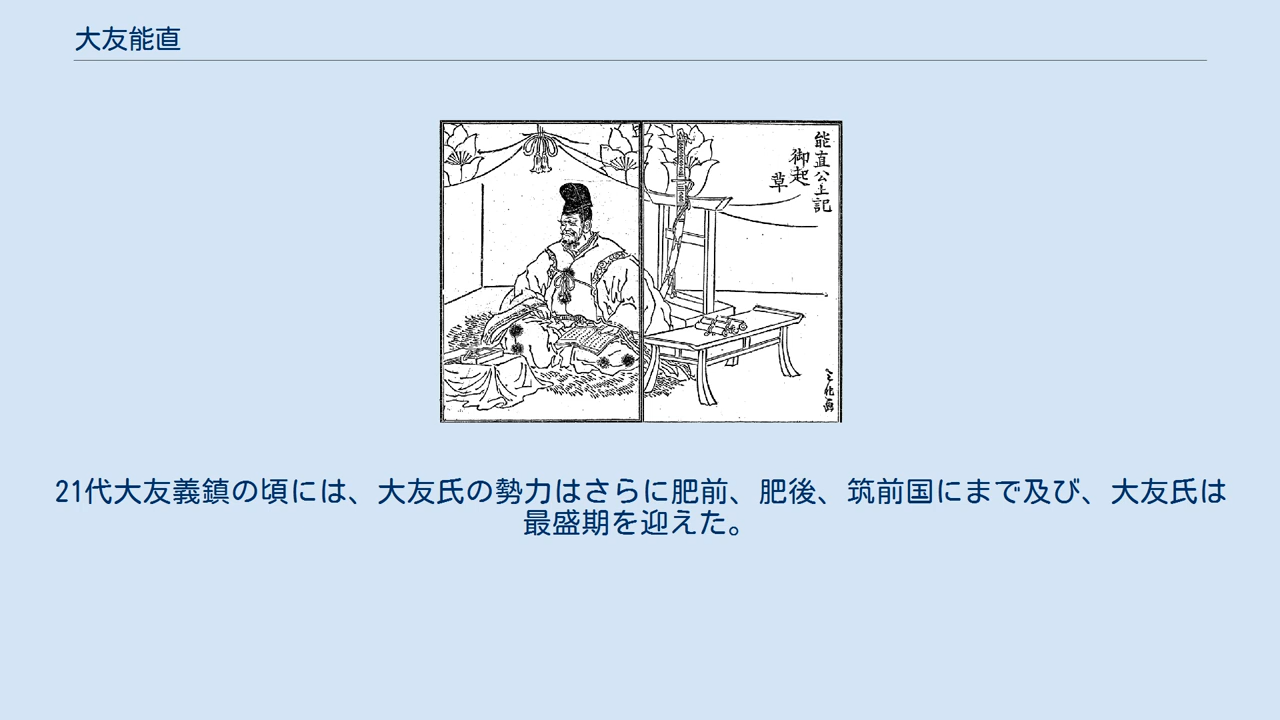 大友能直
能直公上記
御起
草
21代大友義鎮の頃には、大友氏の勢力はさらに肥前、肥後、筑前国にまで及び、大友氏は
最盛期を迎えた。